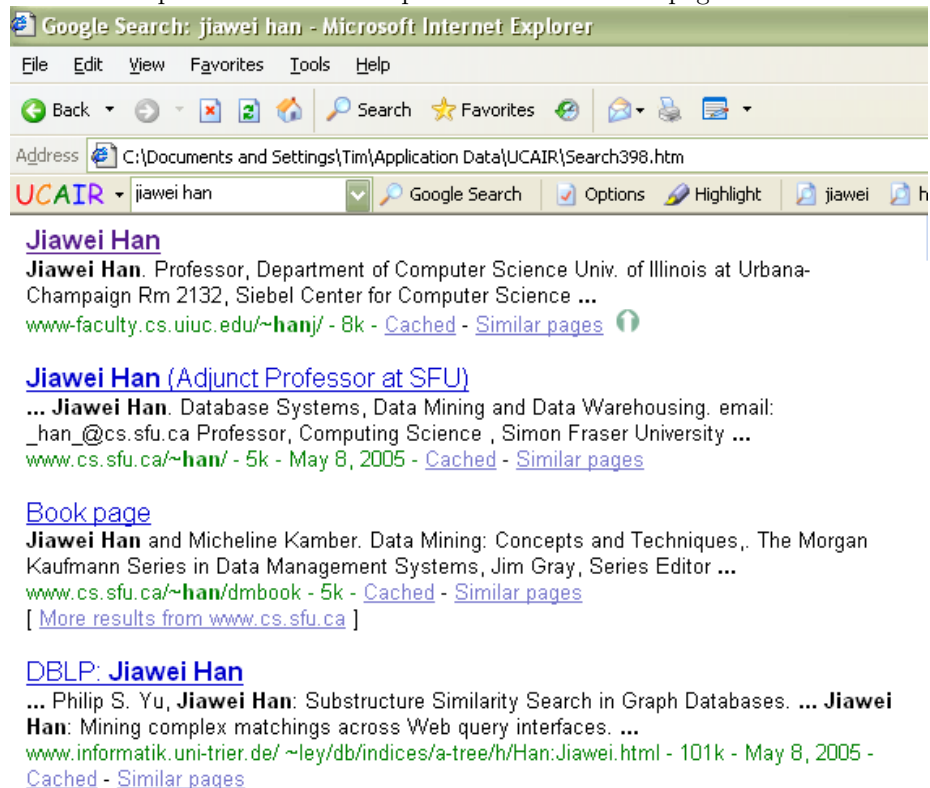 Google Search: jiawei han - Microsoft Internet Explorer
File Edit View Favorites Tools Help
Back Search Favorites
Address C:\Documents and Settings\Tim\Application Data\UCAIR\Search398.htm
UCAIR jiawei han Google Search Options Highlight jiawei h
Jiawei Han
Jiawei Han. Professor, Department of Computer Science Univ. of Illinois at Urbana-
Champaign Rm 2132, Siebel Center for Computer Science ...
www-faculty.cs.uiuc.edu/~hanj/ - 8k - Cached - Similar pages
Jiawei Han (Adjunct Professor at SFU)
... Jiawei Han. Database Systems, Data Mining and Data Warehousing. email:
_han_@cs.sfu.ca Professor, Computing Science , Simon Fraser University ...
www.cs.sfu.ca/~han/ - 5k - May 8, 2005 - Cached - Similar pages
Book page
Jiawei Han and Micheline Kamber. Data Mining: Concepts and Techniques,. The Morgan
Kaufmann Series in Data Management Systems, Jim Gray, Series Editor ...
www.cs.sfu.ca/~han/dmbook - 5k - Cached - Similar pages
[ More results from www.cs.sfu.ca ]
DBLP: Jiawei Han
... Philip S. Yu, Jiawei Han: Substructure Similarity Search in Graph Databases. ... Jiawei
Han: Mining complex matchings across Web query interfaces. ...
www.informatik.uni-trier.de/ ~ley/db/indices/a-tree/h/Han:Jiawei.html - 101k - May 8, 2005 -
Cached - Similar pages